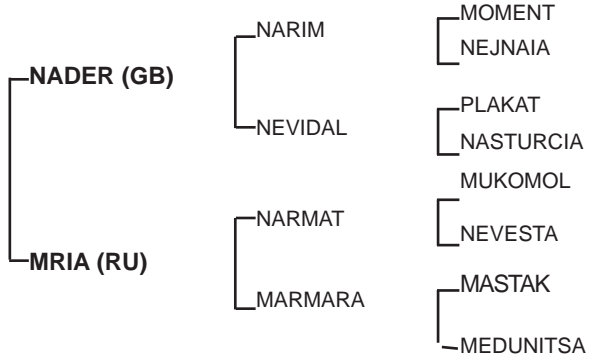 MOMENT
NARIM
NEJNAIA
NADER (GB)
PLAKAT
NEVIDAL
NASTURCIA
MUKOMOL
NARMAT
NEVESTA
MRIA (RU)
MASTAK
MARMARA
MEDUNITSA